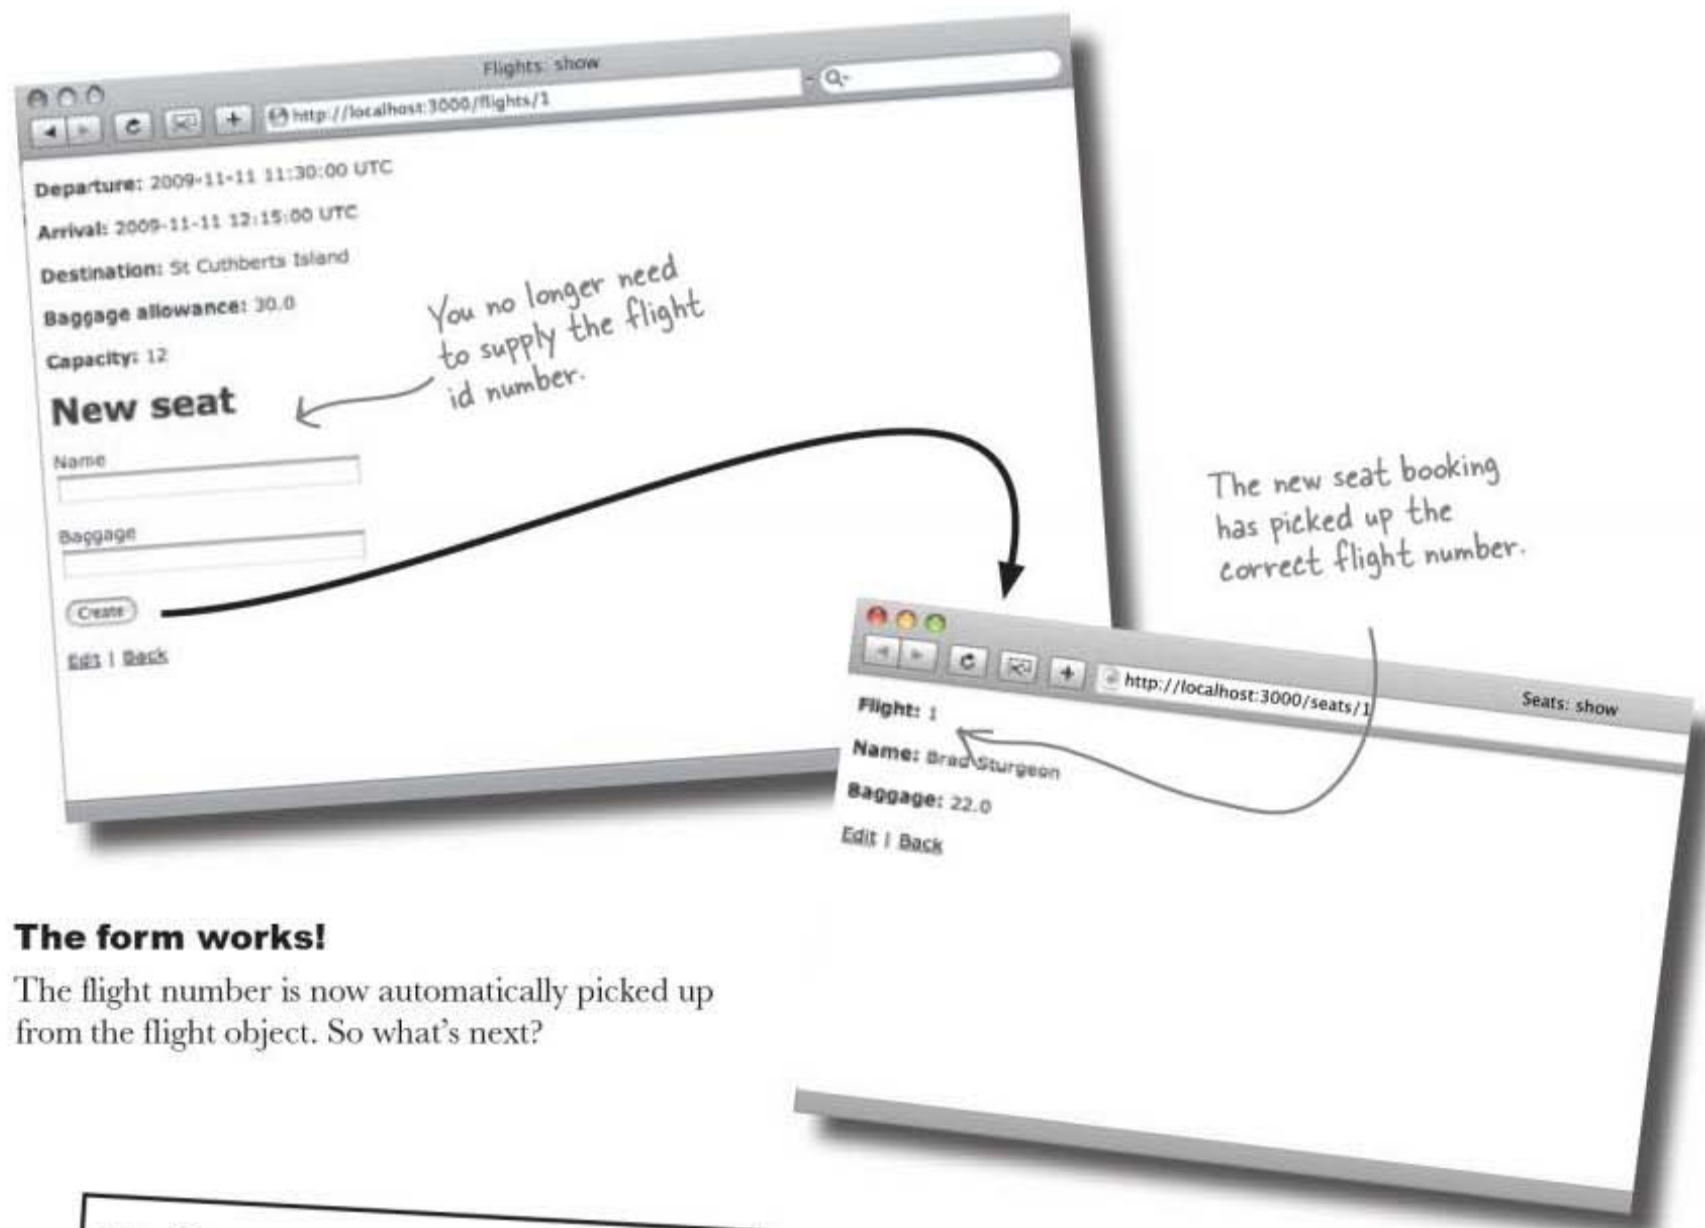 Flights: show
http://localhost:3000/flights/1
Departure: 2009-11-11 11:30:00 UTC
Arrival: 2009-11-11 12:15:00 UTC
Destination: St Cuthberts Island
Baggage allowance: 30.0
Capacity: 12
You no longer need
to supply the flight
id number.
New seat
Name
Baggage
Create
Edit | Back
The new seat booking
has picked up the
correct flight number.
Seats: show
http://localhost:3000/seats/1
Flight: 1
Name: Brad Sturgeon
Baggage: 22.0
Edit | Back
The form works!
The flight number is now automatically picked up
from the flight object. So what's next?